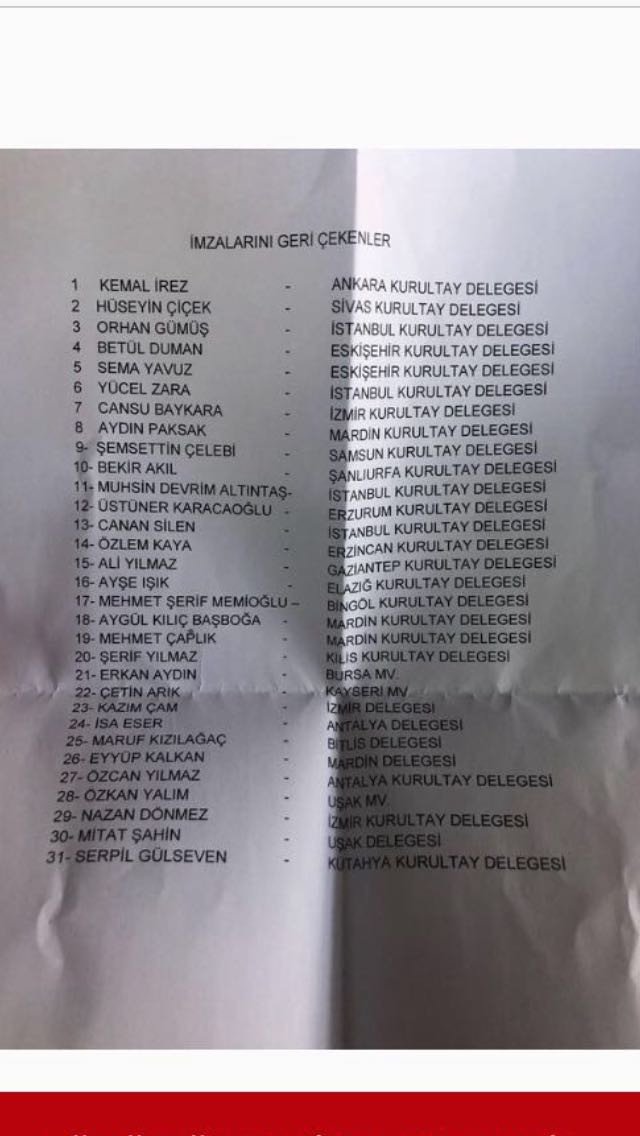 İMZALARINI GERİ ÇEKENLER
1 KEMAL İREZ - ANKARA KURULTAY DELEGESİ
2 HÜSEYİN ÇİÇEK - SİVAS KURULTAY DELEGESİ
3 ORHAN GÜMÜŞ - İSTANBUL KURULTAY DELEGESİ
4 BETÜL DUMAN - ESKİŞEHİR KURULTAY DELEGESİ
5 SEMA YAVUZ - ESKİŞEHİR KURULTAY DELEGESİ
6 YÜCEL ZARA - İSTANBUL KURULTAY DELEGESİ
7 CANSU BAYKARA - İZMİR KURULTAY DELEGESİ
8 AYDIN PAKSAK - MARDİN KURULTAY DELEGESİ
9- ŞEMSETTİN ÇELEBİ - SAMSUN KURULTAY DELEGESİ
10- BEKİR AKIL - ŞANLIURFA KURULTAY DELEGESİ
11- MUHSİN DEVRİM ALTINTAŞ- İSTANBUL KURULTAY DELEGESİ
12- ÜSTÜNER KARACAOĞLU - ERZURUM KURULTAY DELEGESİ
13- CANAN SİLEN - İSTANBUL KURULTAY DELEGESİ
14- ÖZLEM KAYA - ERZİNCAN KURULTAY DELEGESİ
15- ALİ YILMAZ - GAZİANTEP KURULTAY DELEGESİ
16- AYŞE IŞIK - ELAZIĞ KURULTAY DELEGESİ
17- MEHMET ŞERİF MEMİOĞLU – BİNGÖL KURULTAY DELEGESİ
18- AYGÜL KILIÇ BAŞBOĞA - MARDİN KURULTAY DELEGESİ
19- MEHMET ÇAPLIK - MARDİN KURULTAY DELEGESİ
20- ŞERİF YILMAZ - KİLİS KURULTAY DELEGESİ
21- ERKAN AYDIN - BURSA MV.
22- ÇETİN ARIK - KAYSERİ MV.
23- KAZIM ÇAM - İZMİR DELEGESİ
24- İSA ESER - ANTALYA DELEGESİ
25- MARUF KIZILAĞAÇ - BİTLİS DELEGESİ
26- EYYÜP KALKAN - MARDİN DELEGESİ
27- ÖZCAN YILMAZ - ANTALYA KURULTAY DELEGESİ
28- ÖZKAN YALIM - UŞAK MV.
29- NAZAN DÖNMEZ - İZMİR KURULTAY DELEGESİ
30- MİTAT ŞAHİN - UŞAK DELEGESİ
31- SERPİL GÜLSEVEN - KÜTAHYA KURULTAY DELEGESİ